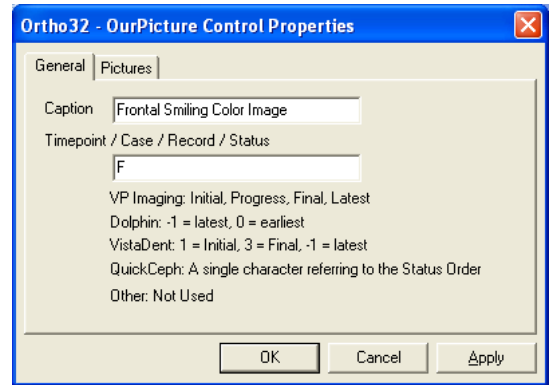 Ortho32 - OurPicture Control Properties
General Pictures
Caption Frontal Smiling Color Image
Timepoint / Case / Record / Status
F
VP Imaging: Initial, Progress, Final, Latest
Dolphin: -1 = latest, 0 = earliest
VistaDent: 1 = Initial, 3 = Final, -1 = latest
QuickCeph: A single character referring to the Status Order
Other: Not Used
OK Cancel Apply